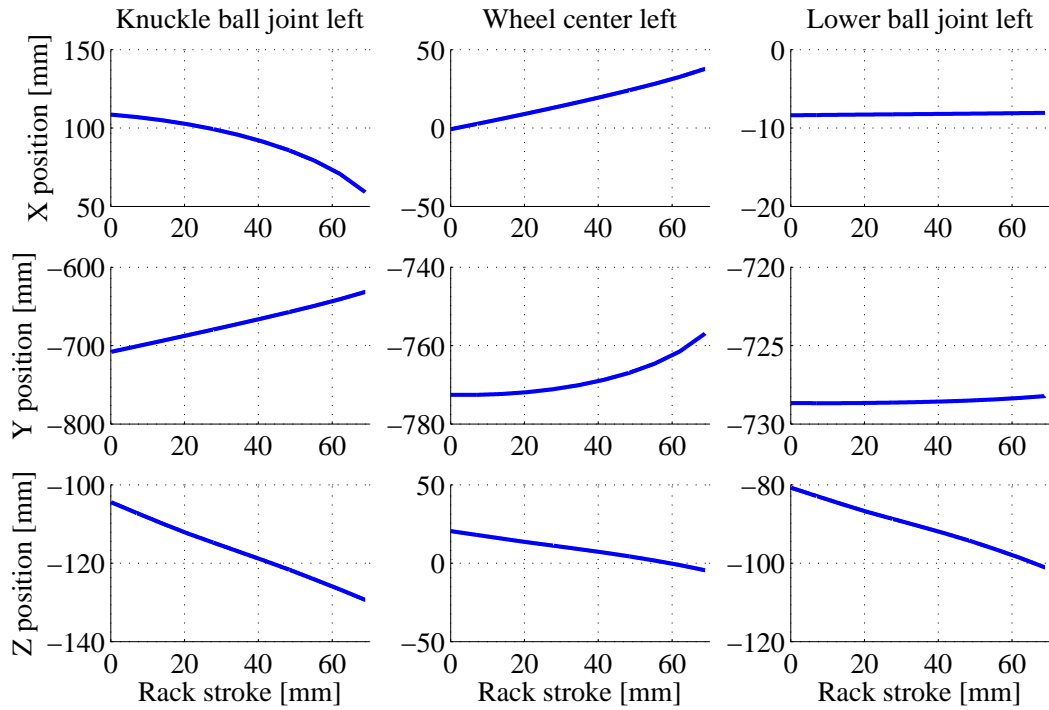 Knuckle ball joint left Wheel center left Lower ball joint left
X position [mm]
150
100
50
0 20 40 60
50
0
−50
0 20 40 60
0
−10
−20
0 20 40 60
Y position [mm]
−600
−700
−800
0 20 40 60
−740
−760
−780
0 20 40 60
−720
−725
−730
0 20 40 60
Z position [mm]
−100
−120
−140
0 20 40 60
Rack stroke [mm]
50
0
−50
0 20 40 60
Rack stroke [mm]
−80
−100
−120
0 20 40 60
Rack stroke [mm]